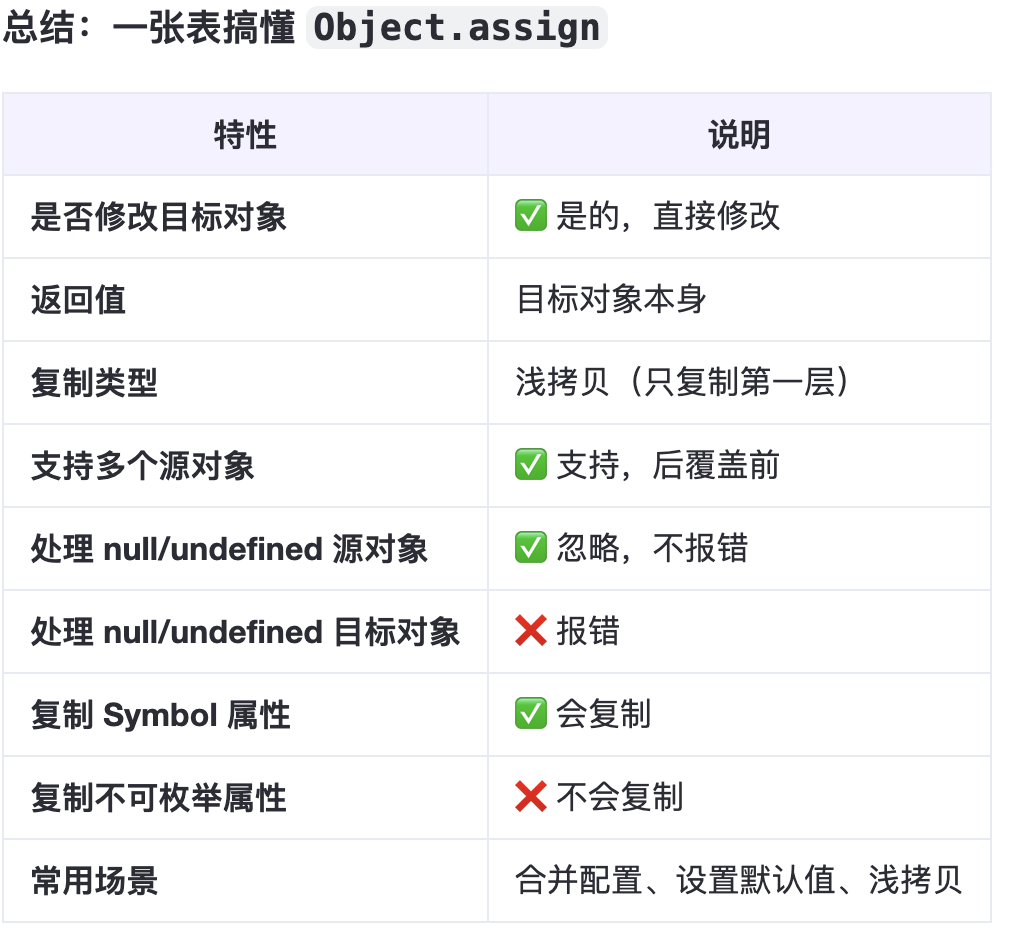 总结：一张表搞懂 Object.assign
特性 说明
是否修改目标对象 ✅ 是的，直接修改
返回值 目标对象本身
复制类型 浅拷贝（只复制第一层）
支持多个源对象 ✅ 支持，后覆盖前
处理 null/undefined 源对象 ✅ 忽略，不报错
处理 null/undefined 目标对象 ❌ 报错
复制 Symbol 属性 ✅ 会复制
复制不可枚举属性 ❌ 不会复制
常用场景 合并配置、设置默认值、浅拷贝